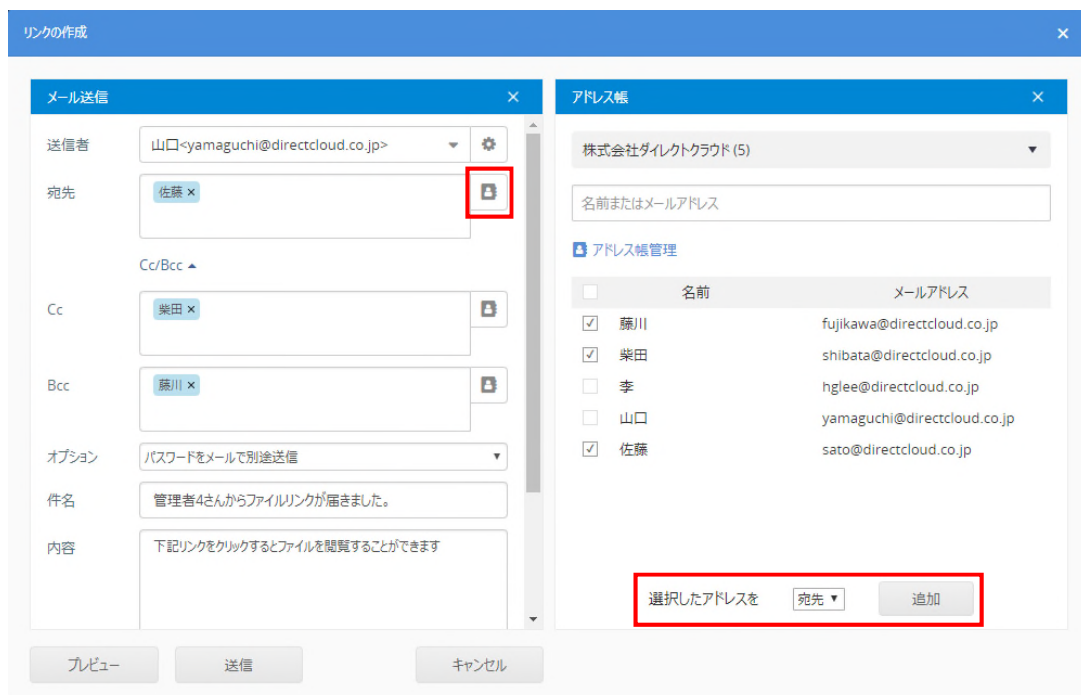 リンクの作成
×
メール送信
×
送信者
山口<yamaguchi@directcloud.co.jp>
宛先
佐藤 ×
Cc/Bcc
Cc
柴田 ×
Bcc
藤川 ×
オプション
パスワードをメールで別途送信
件名
管理者4さんからファイルリンクが届きました。
内容
下記リンクをクリックするとファイルを閲覧することができます
プレビュー
送信
キャンセル
アドレス帳
×
株式会社ダイレクトクラウド (5)
名前またはメールアドレス
アドレス帳管理
名前 メールアドレス
藤川 fujikawa@directcloud.co.jp
柴田 shibata@directcloud.co.jp
李 hglee@directcloud.co.jp
山口 yamaguchi@directcloud.co.jp
佐藤 sato@directcloud.co.jp
選択したアドレスを 宛先 追加